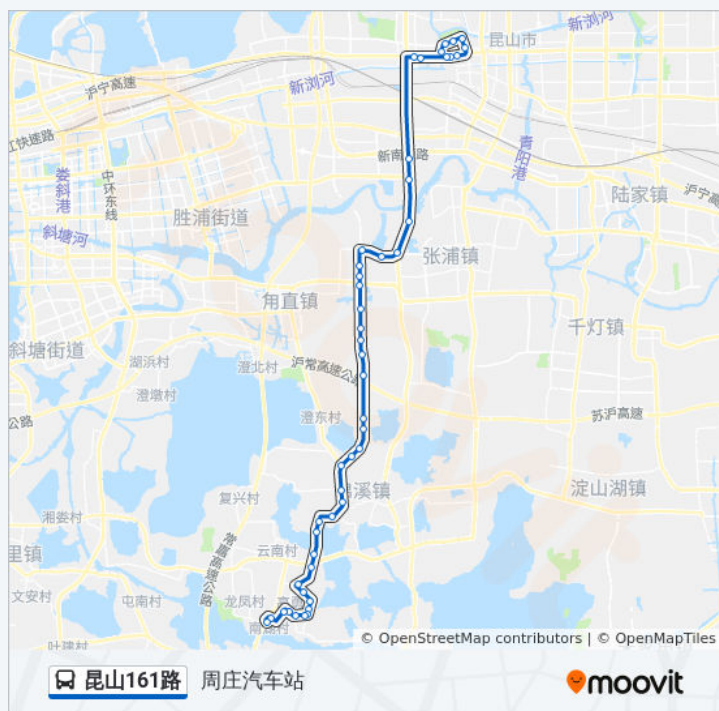 新浏河
昆山市
沪宁高速
新浏河
江快速路
青阳港
娄斜港
中环东线
陆家镇
沪宁高
胜浦街道
斜塘河
张浦镇
甪直镇
千灯镇
斜塘街道
湖浜村
澄北村
沪常高速公
澄墩村
公路
澄东村
苏沪高速
溪镇
淀山湖镇
复兴村
湘娄村
常嘉高速公路
云南村
里镇
文安村
屯南村
龙凤村
南湖村
© OpenStreetMap contributors | © OpenMapTiles
昆山161路 周庄汽车站 moovit